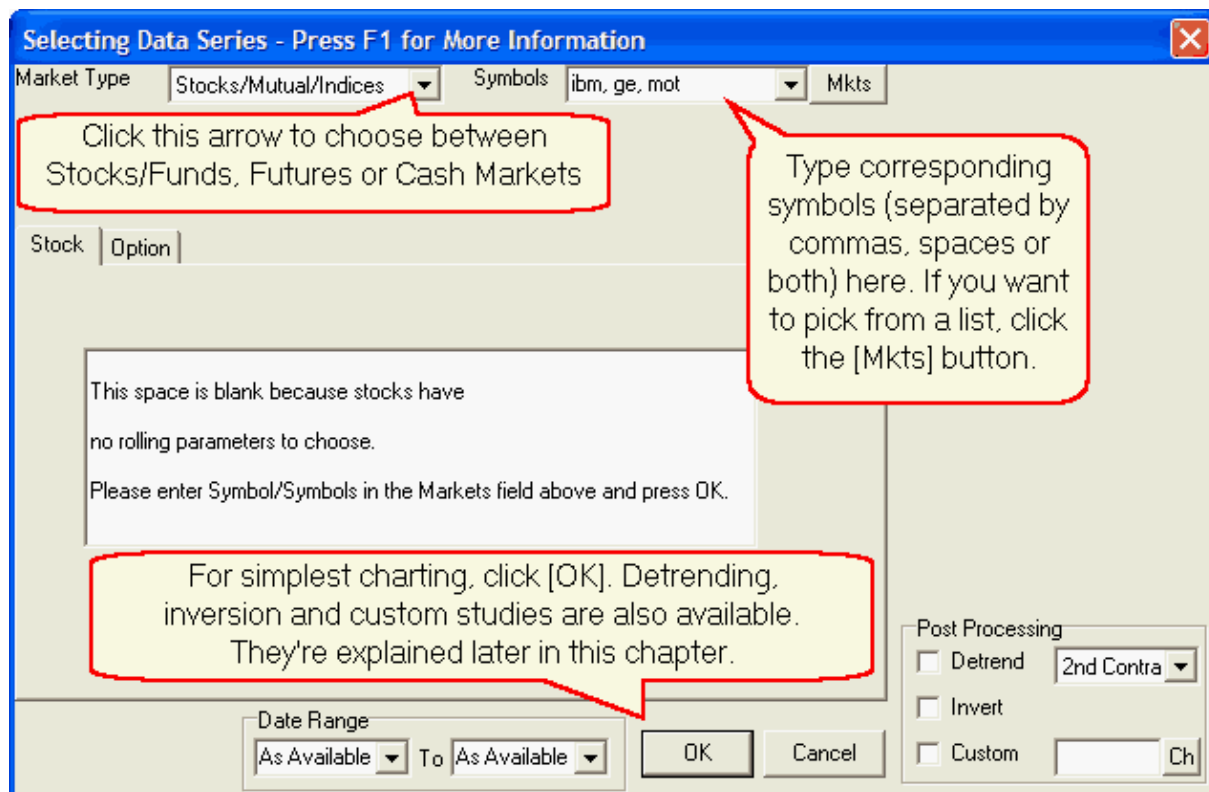 Selecting Data Series - Press F1 for More Information
Market Type
Stocks/Mutual/Indices
Symbols
ibm, ge, mot
Mkts
Click this arrow to choose between
Stocks/Funds, Futures or Cash Markets
Type corresponding
symbols (separated by
commas, spaces or
both) here. If you want
to pick from a list, click
the [Mkts] button.
Stock
Option
This space is blank because stocks have
no rolling parameters to choose.
Please enter Symbol/Symbols in the Markets field above and press OK.
For simplest charting, click [OK]. Detrending,
inversion and custom studies are also available.
They're explained later in this chapter.
Post Processing
Detrend
2nd Contra
Invert
Custom
Ch
Date Range
As Available
To
As Available
OK
Cancel